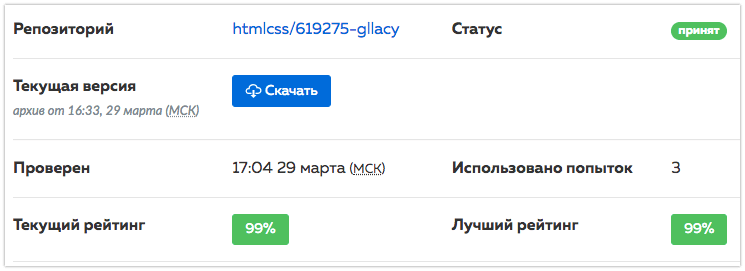 Репозиторий htmlcss/619275-gllacy Статус принят
Текущая версия Скачать
архив от 16:33, 29 марта (МСК)
Проверен 17:04 29 марта (МСК) Использовано попыток 3
Текущий рейтинг 99% Лучший рейтинг 99%